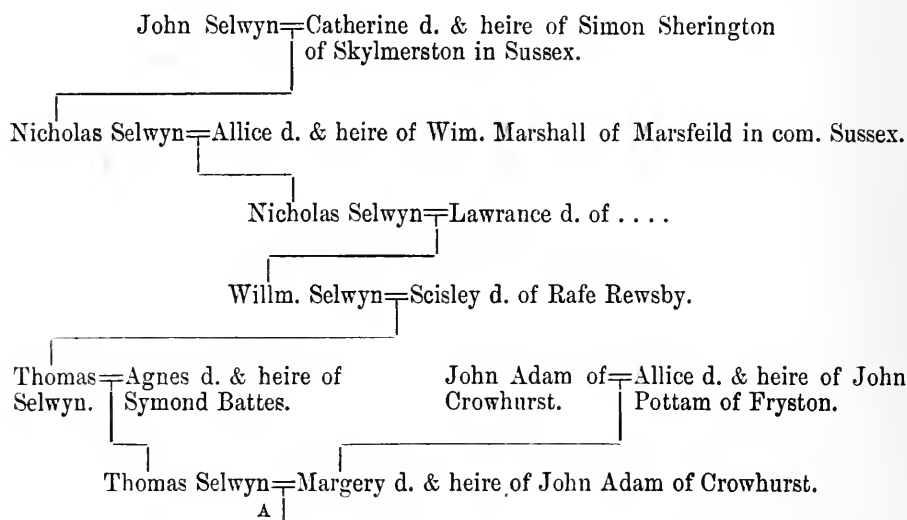 John Selwyn=Catherine d. & heire of Simon Sherington
of Skylmerston in Sussex.
Nicholas Selwyn=Allice d. & heire of Wim. Marshall of Marsfeild in com. Sussex.
Nicholas Selwyn=Lawrance d. of . . . .
Willm. Selwyn=Scisley d. of Rafe Rewsby.
Thomas=Agnes d. & heire of
Selwyn. Symond Battes.
John Adam of=Allice d. & heire of John
Crowhurst. Pottam of Fryston.
Thomas Selwyn=Margery d. & heire of John Adam of Crowhurst.
A